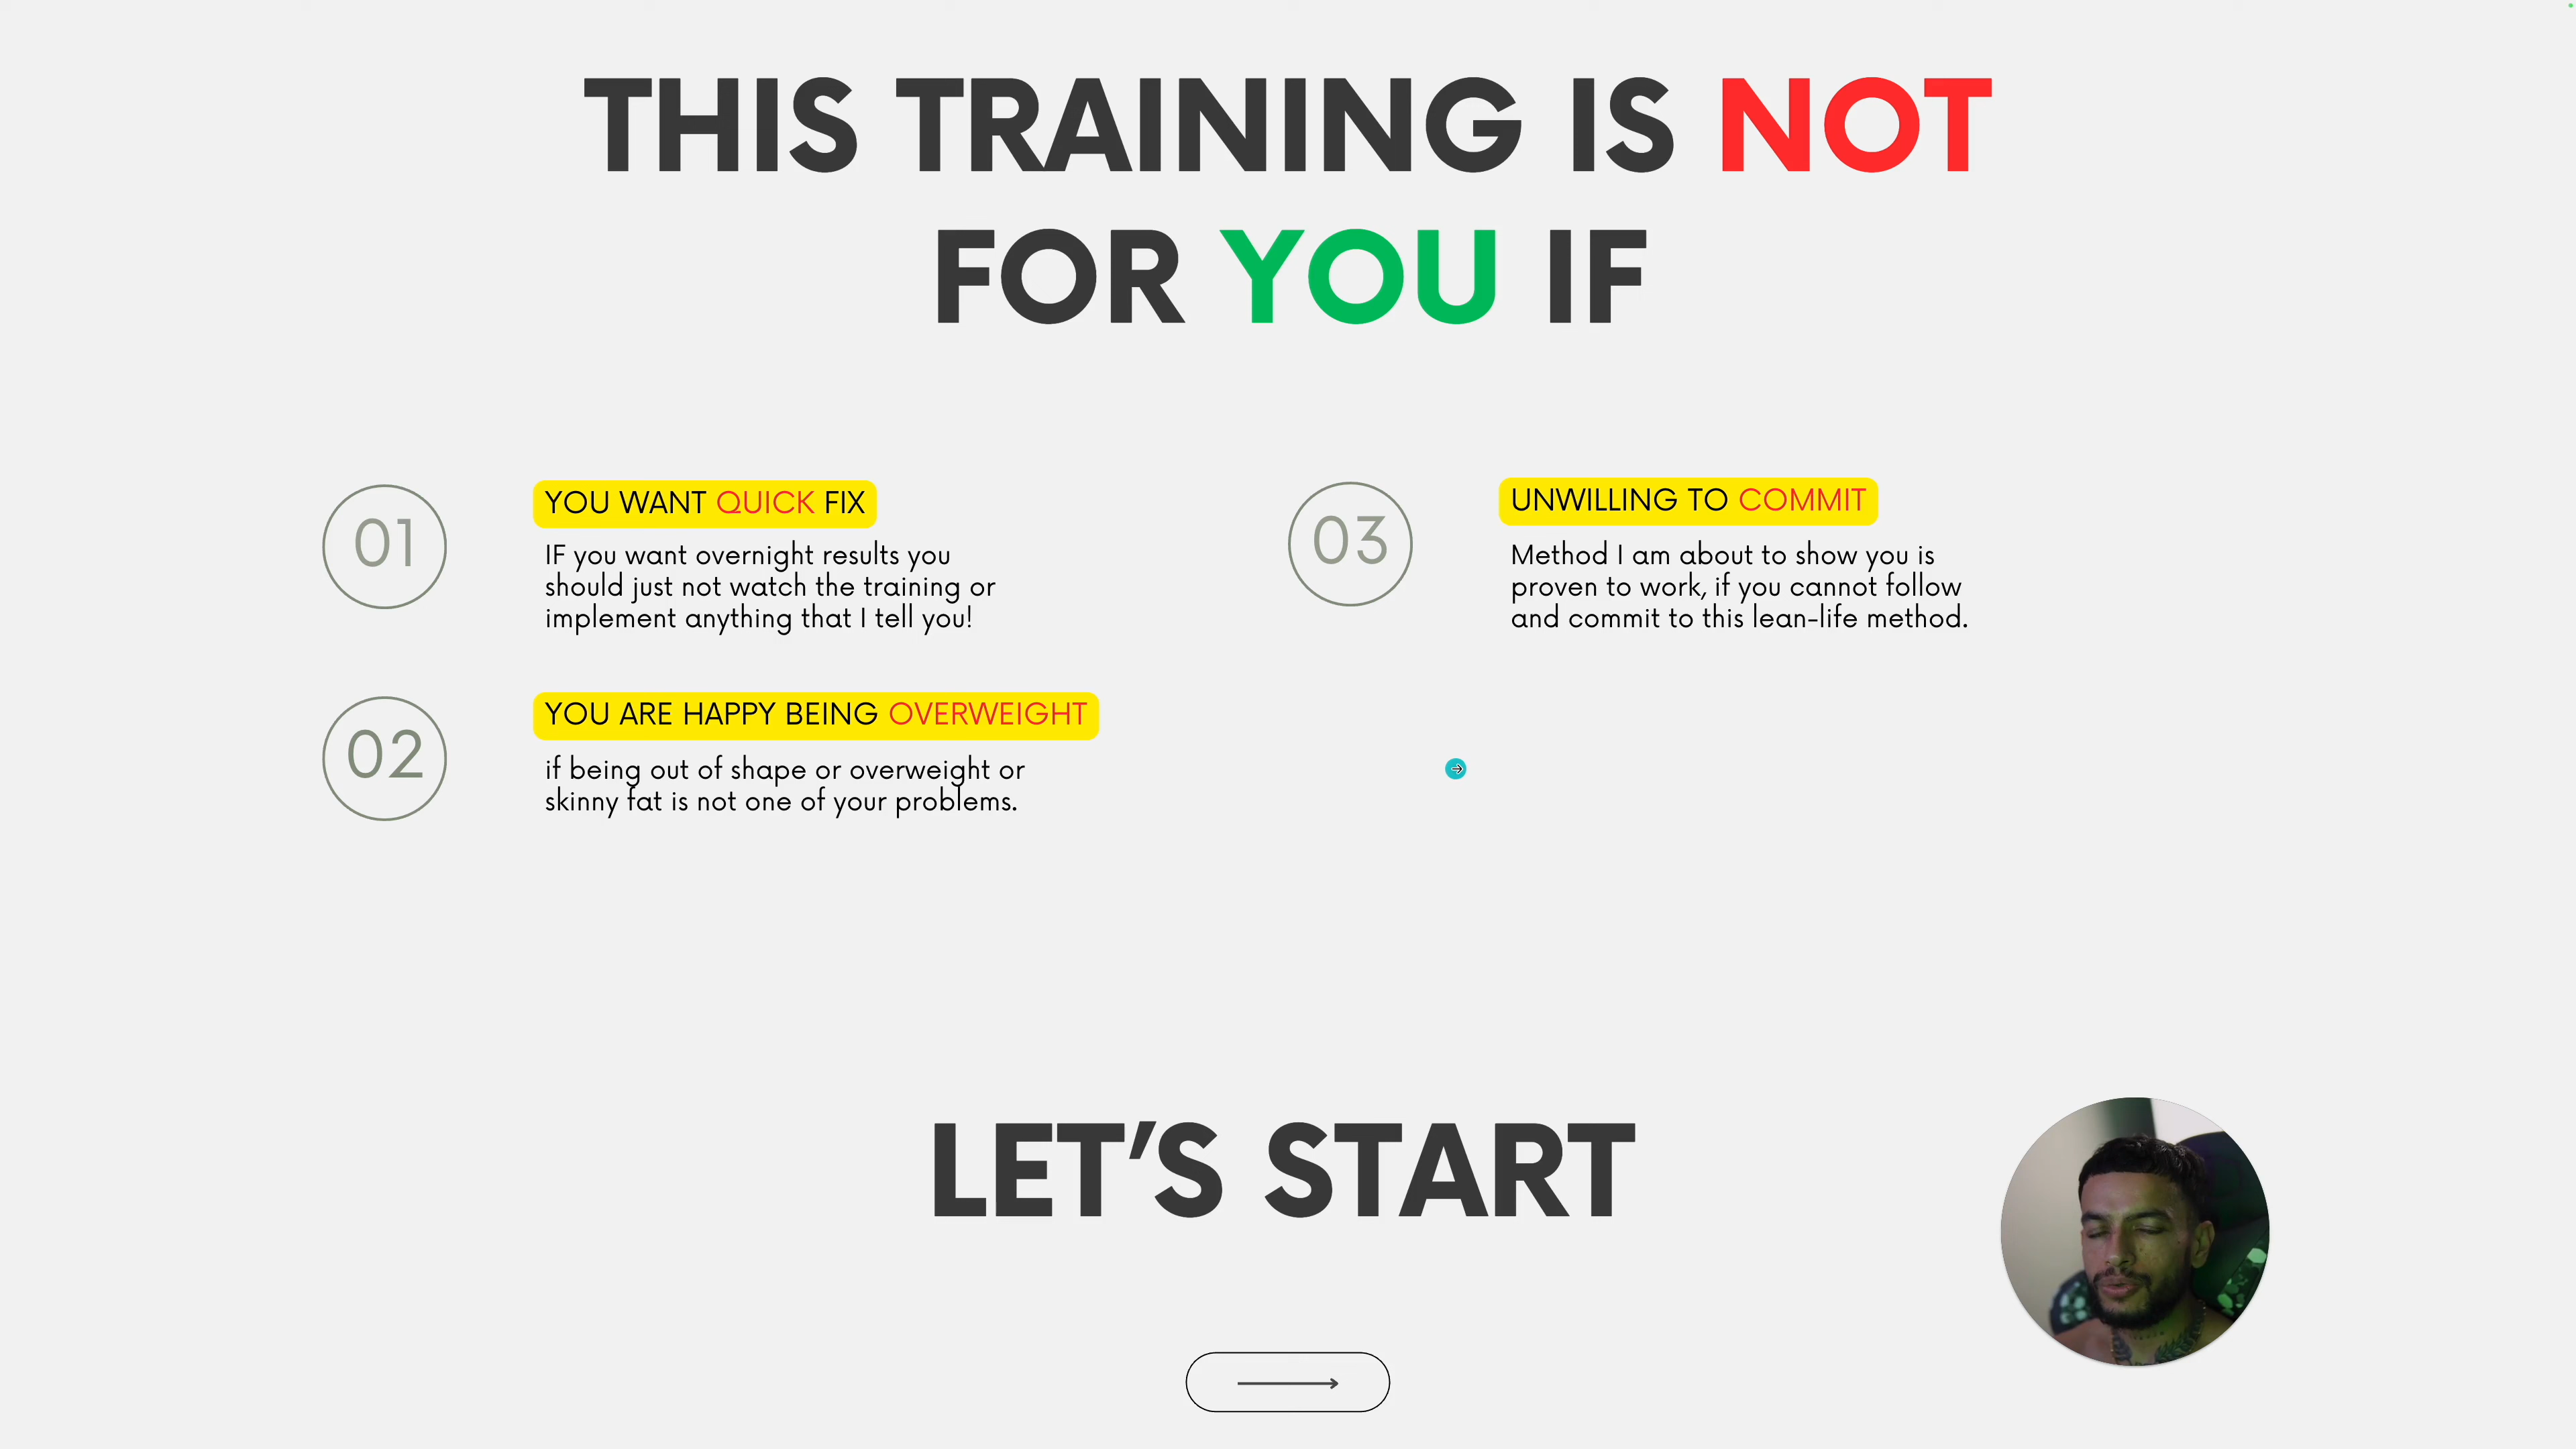 THIS TRAINING IS NOT
FOR YOU IF
01
YOU WANT QUICK FIX
IF you want overnight results you
should just not watch the training or
implement anything that I tell you!
02
YOU ARE HAPPY BEING OVERWEIGHT
if being out of shape or overweight or
skinny fat is not one of your problems.
03
UNWILLING TO COMMIT
Method I am about to show you is
proven to work, if you cannot follow
and commit to this lean-life method.
LET'S START